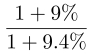 1 + 9%
1 + 9.4%